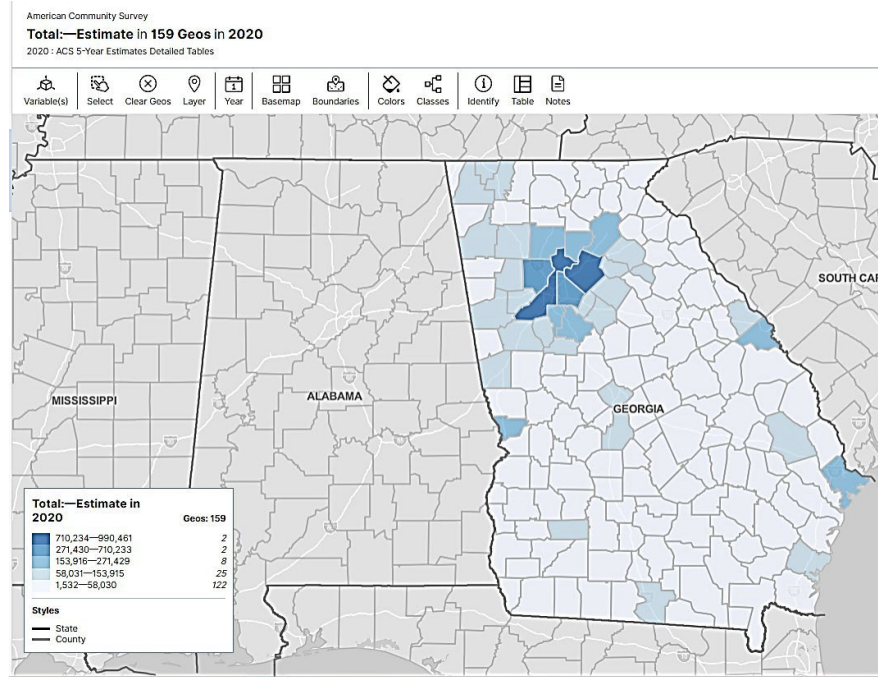 American Community Survey
Total:—Estimate in 159 Geos in 2020
2020 : ACS 5-Year Estimates Detailed Tables
Variable(s) Select Clear Geos Layer Year Basemap Boundaries Colors Classes Identify Table Notes
SOUTH CAR
MISSISSIPPI
ALABAMA
GEORGIA
Total:—Estimate in
2020
Geos: 159
710,234—990,461 2
271,430—710,233 2
153,916—271,429 8
58,031—153,915 25
1,532—58,030 122
Styles
State
County